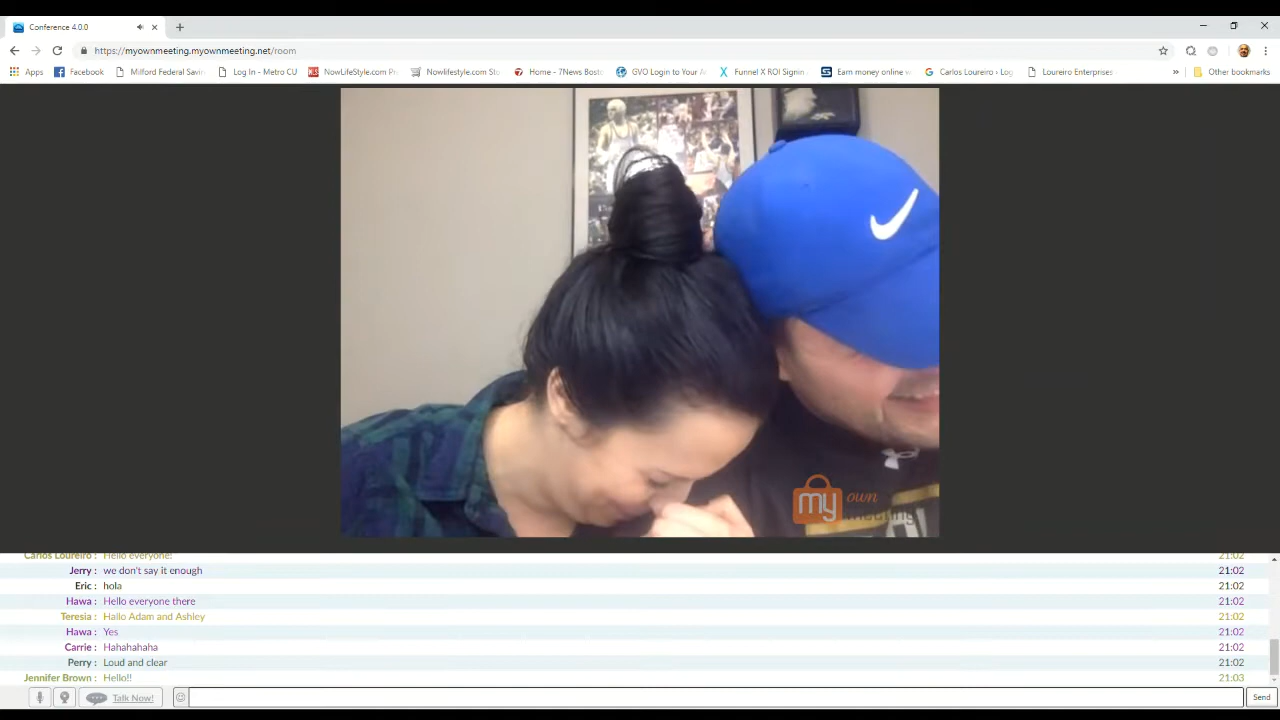 Conference 4.0.0
https://myownmeeting.myownmeeting.net/room
Apps Facebook Milford Federal Savi Log In - Metro CU NowLifeStyle.com Pr Nowlifestyle.com Sto Home - 7News Bosto GVO Login to Your A Funnel X ROI Signin Earn money online Carlos Loureiro › Log Loureiro Enterprises » Other bookmarks
my own
Carlos Loureiro : Hello everyone! 21:02
Jerry : we don't say it enough 21:02
Eric : hola 21:02
Hawa : Hello everyone there 21:02
Teresia : Hallo Adam and Ashley 21:02
Hawa : Yes 21:02
Carrie : Hahahahaha 21:02
Perry : Loud and clear 21:02
Jennifer Brown : Hello!! 21:03
Talk Now! @ Send